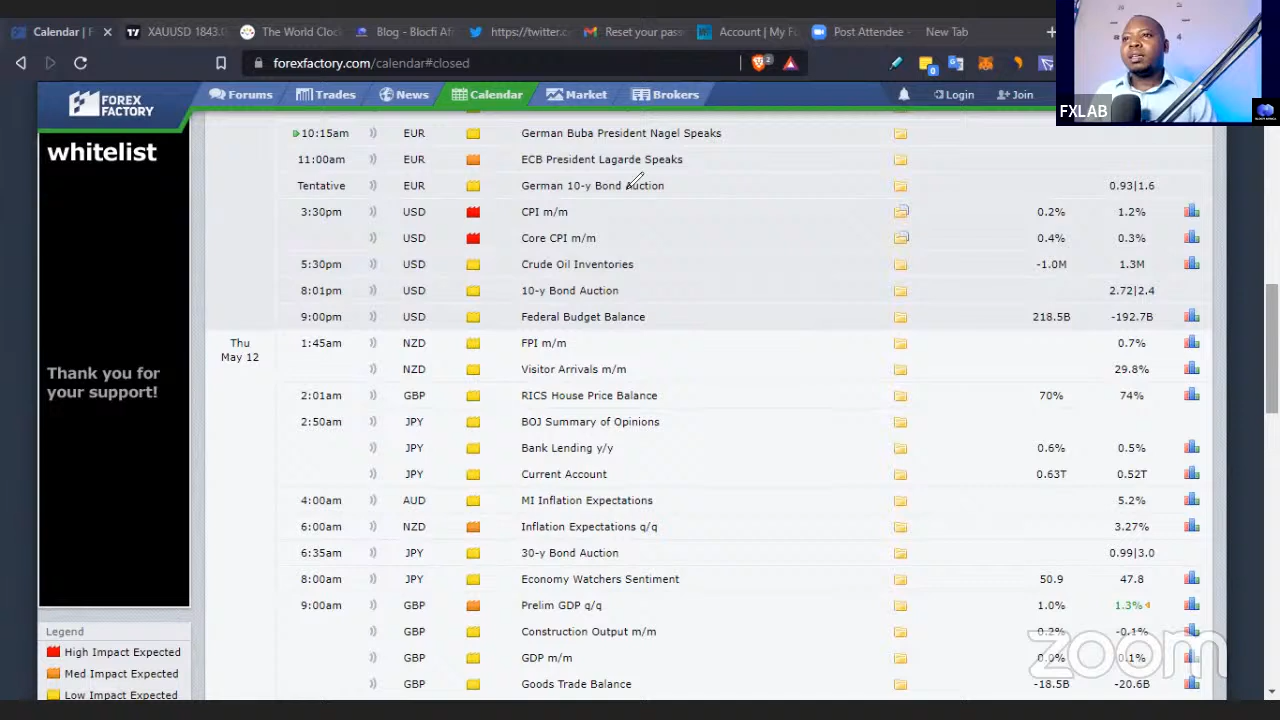 Calendar | F
XAUUSD 1843.
The World Cloc
Blog - Blocfi Afr
https://twitter.c
Reset your pass
Account | My F
Post Attendee -
New Tab
forexfactory.com/calendar#closed
2
FXLAB
FOREX
FACTORY
Forums
Trades
News
Calendar
Market
Brokers
Login
Join
whitelist
Thank you for
your support!
10:15am EUR German Buba President Nagel Speaks
11:00am EUR ECB President Lagarde Speaks
Tentative EUR German 10-y Bond Auction 0.93|1.6
3:30pm USD CPI m/m 0.2% 1.2%
USD Core CPI m/m 0.4% 0.3%
5:30pm USD Crude Oil Inventories -1.0M 1.3M
8:01pm USD 10-y Bond Auction 2.72|2.4
9:00pm USD Federal Budget Balance 218.5B -192.7B
Thu
May 12
1:45am NZD FPI m/m 0.7%
NZD Visitor Arrivals m/m 29.8%
2:01am GBP RICS House Price Balance 70% 74%
2:50am JPY BOJ Summary of Opinions
JPY Bank Lending y/y 0.6% 0.5%
JPY Current Account 0.63T 0.52T
4:00am AUD MI Inflation Expectations 5.2%
6:00am NZD Inflation Expectations q/q 3.27%
6:35am JPY 30-y Bond Auction 0.99|3.0
8:00am JPY Economy Watchers Sentiment 50.9 47.8
9:00am GBP Prelim GDP q/q 1.0% 1.3%
GBP Construction Output m/m 0.2% -0.1%
GBP GDP m/m 0.0% 0.1%
GBP Goods Trade Balance -18.5B -20.6B
Legend
High Impact Expected
Med Impact Expected
Low Impact Expected
zoom